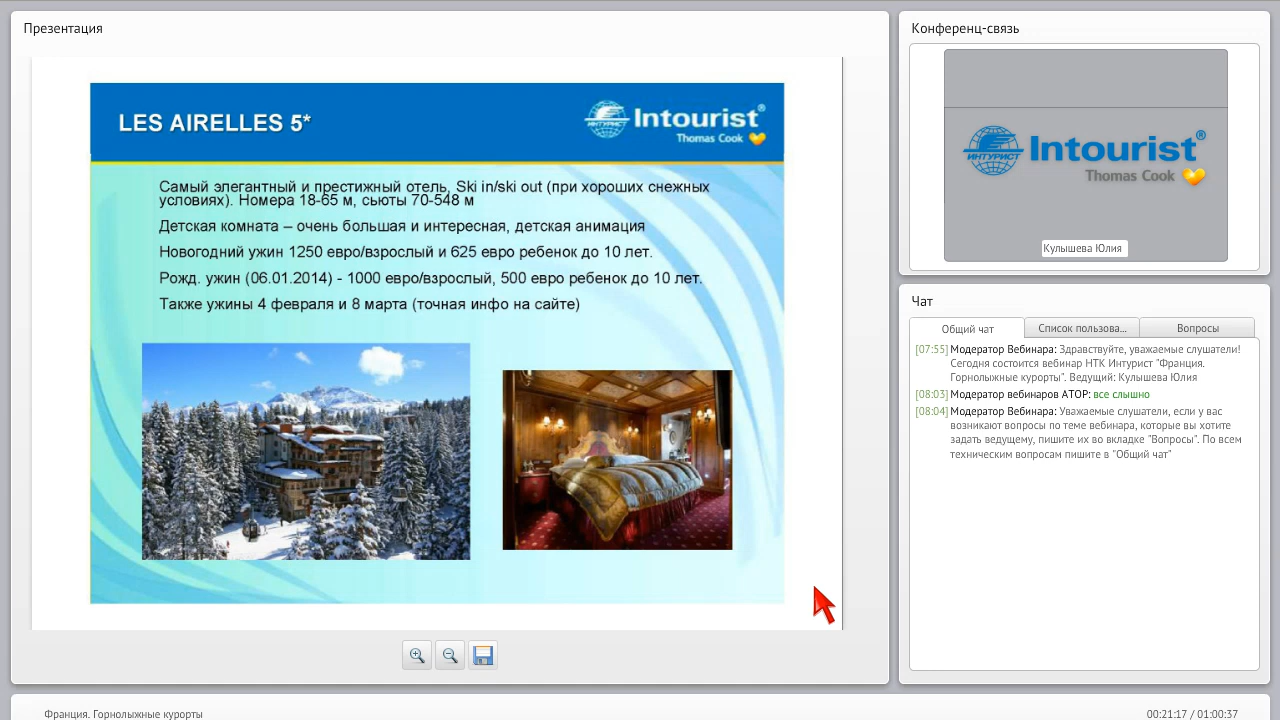 Презентация
LES AIRELLES 5*
ИНТУРИСТ
Intourist®
Thomas Cook
Самый элегантный и престижный отель, Ski in/ski out (при хороших снежных
условиях). Номера 18-65 м, сьюты 70-548 м
Детская комната – очень большая и интересная, детская анимация
Новогодний ужин 1250 евро/взрослый и 625 евро ребенок до 10 лет.
Рожд. ужин (06.01.2014) - 1000 евро/взрослый, 500 евро ребенок до 10 лет.
Также ужины 4 февраля и 8 марта (точная инфо на сайте)
Конференц-связь
ИНТУРИСТ
Intourist®
Thomas Cook
Кулышева Юлия
Чат
Общий чат
Список пользова...
Вопросы
[07:55] Модератор Вебинара: Здравствуйте, уважаемые слушатели!
Сегодня состоится вебинар НТК Интурист "Франция.
Горнолыжные курорты". Ведущий: Кулышева Юлия
[08:03] Модератор вебинаров АТОР: все слышно
[08:04] Модератор Вебинара: Уважаемые слушатели, если у вас
возникают вопросы по теме вебинара, которые вы хотите
задать ведущему, пишите их во вкладке "Вопросы". По всем
техническим вопросам пишите в "Общий чат"
Франция. Горнолыжные курорты
00:21:17 / 01:00:37